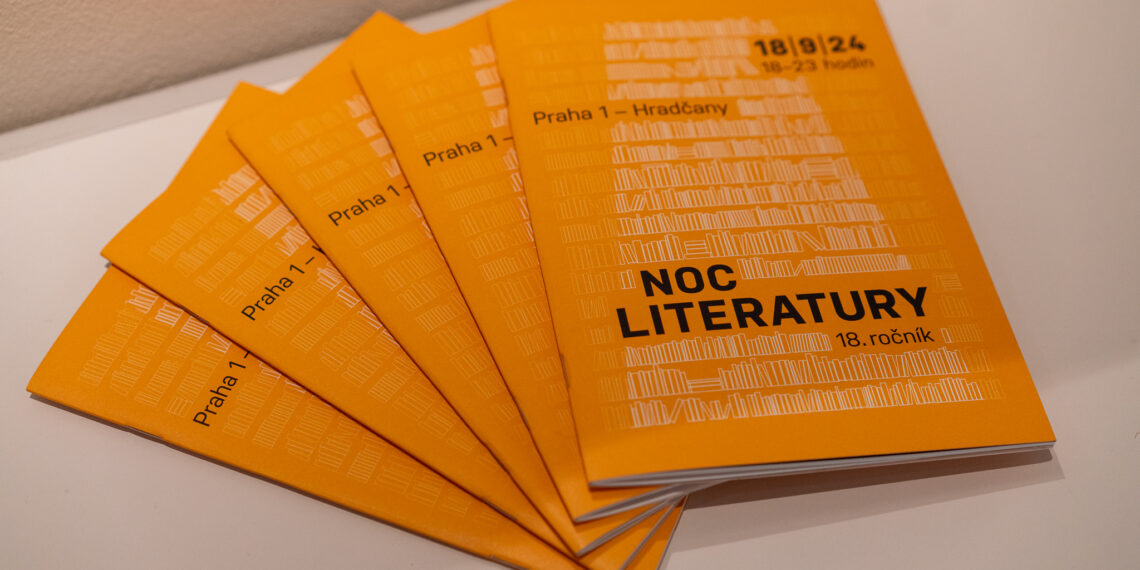 18|9|24
18–23 hodin
Praha 1 – Hradčany
NOC
LITERATURY
18. ročník
Praha 1 –
Praha 1 –
Praha 1 –
Praha 1 –